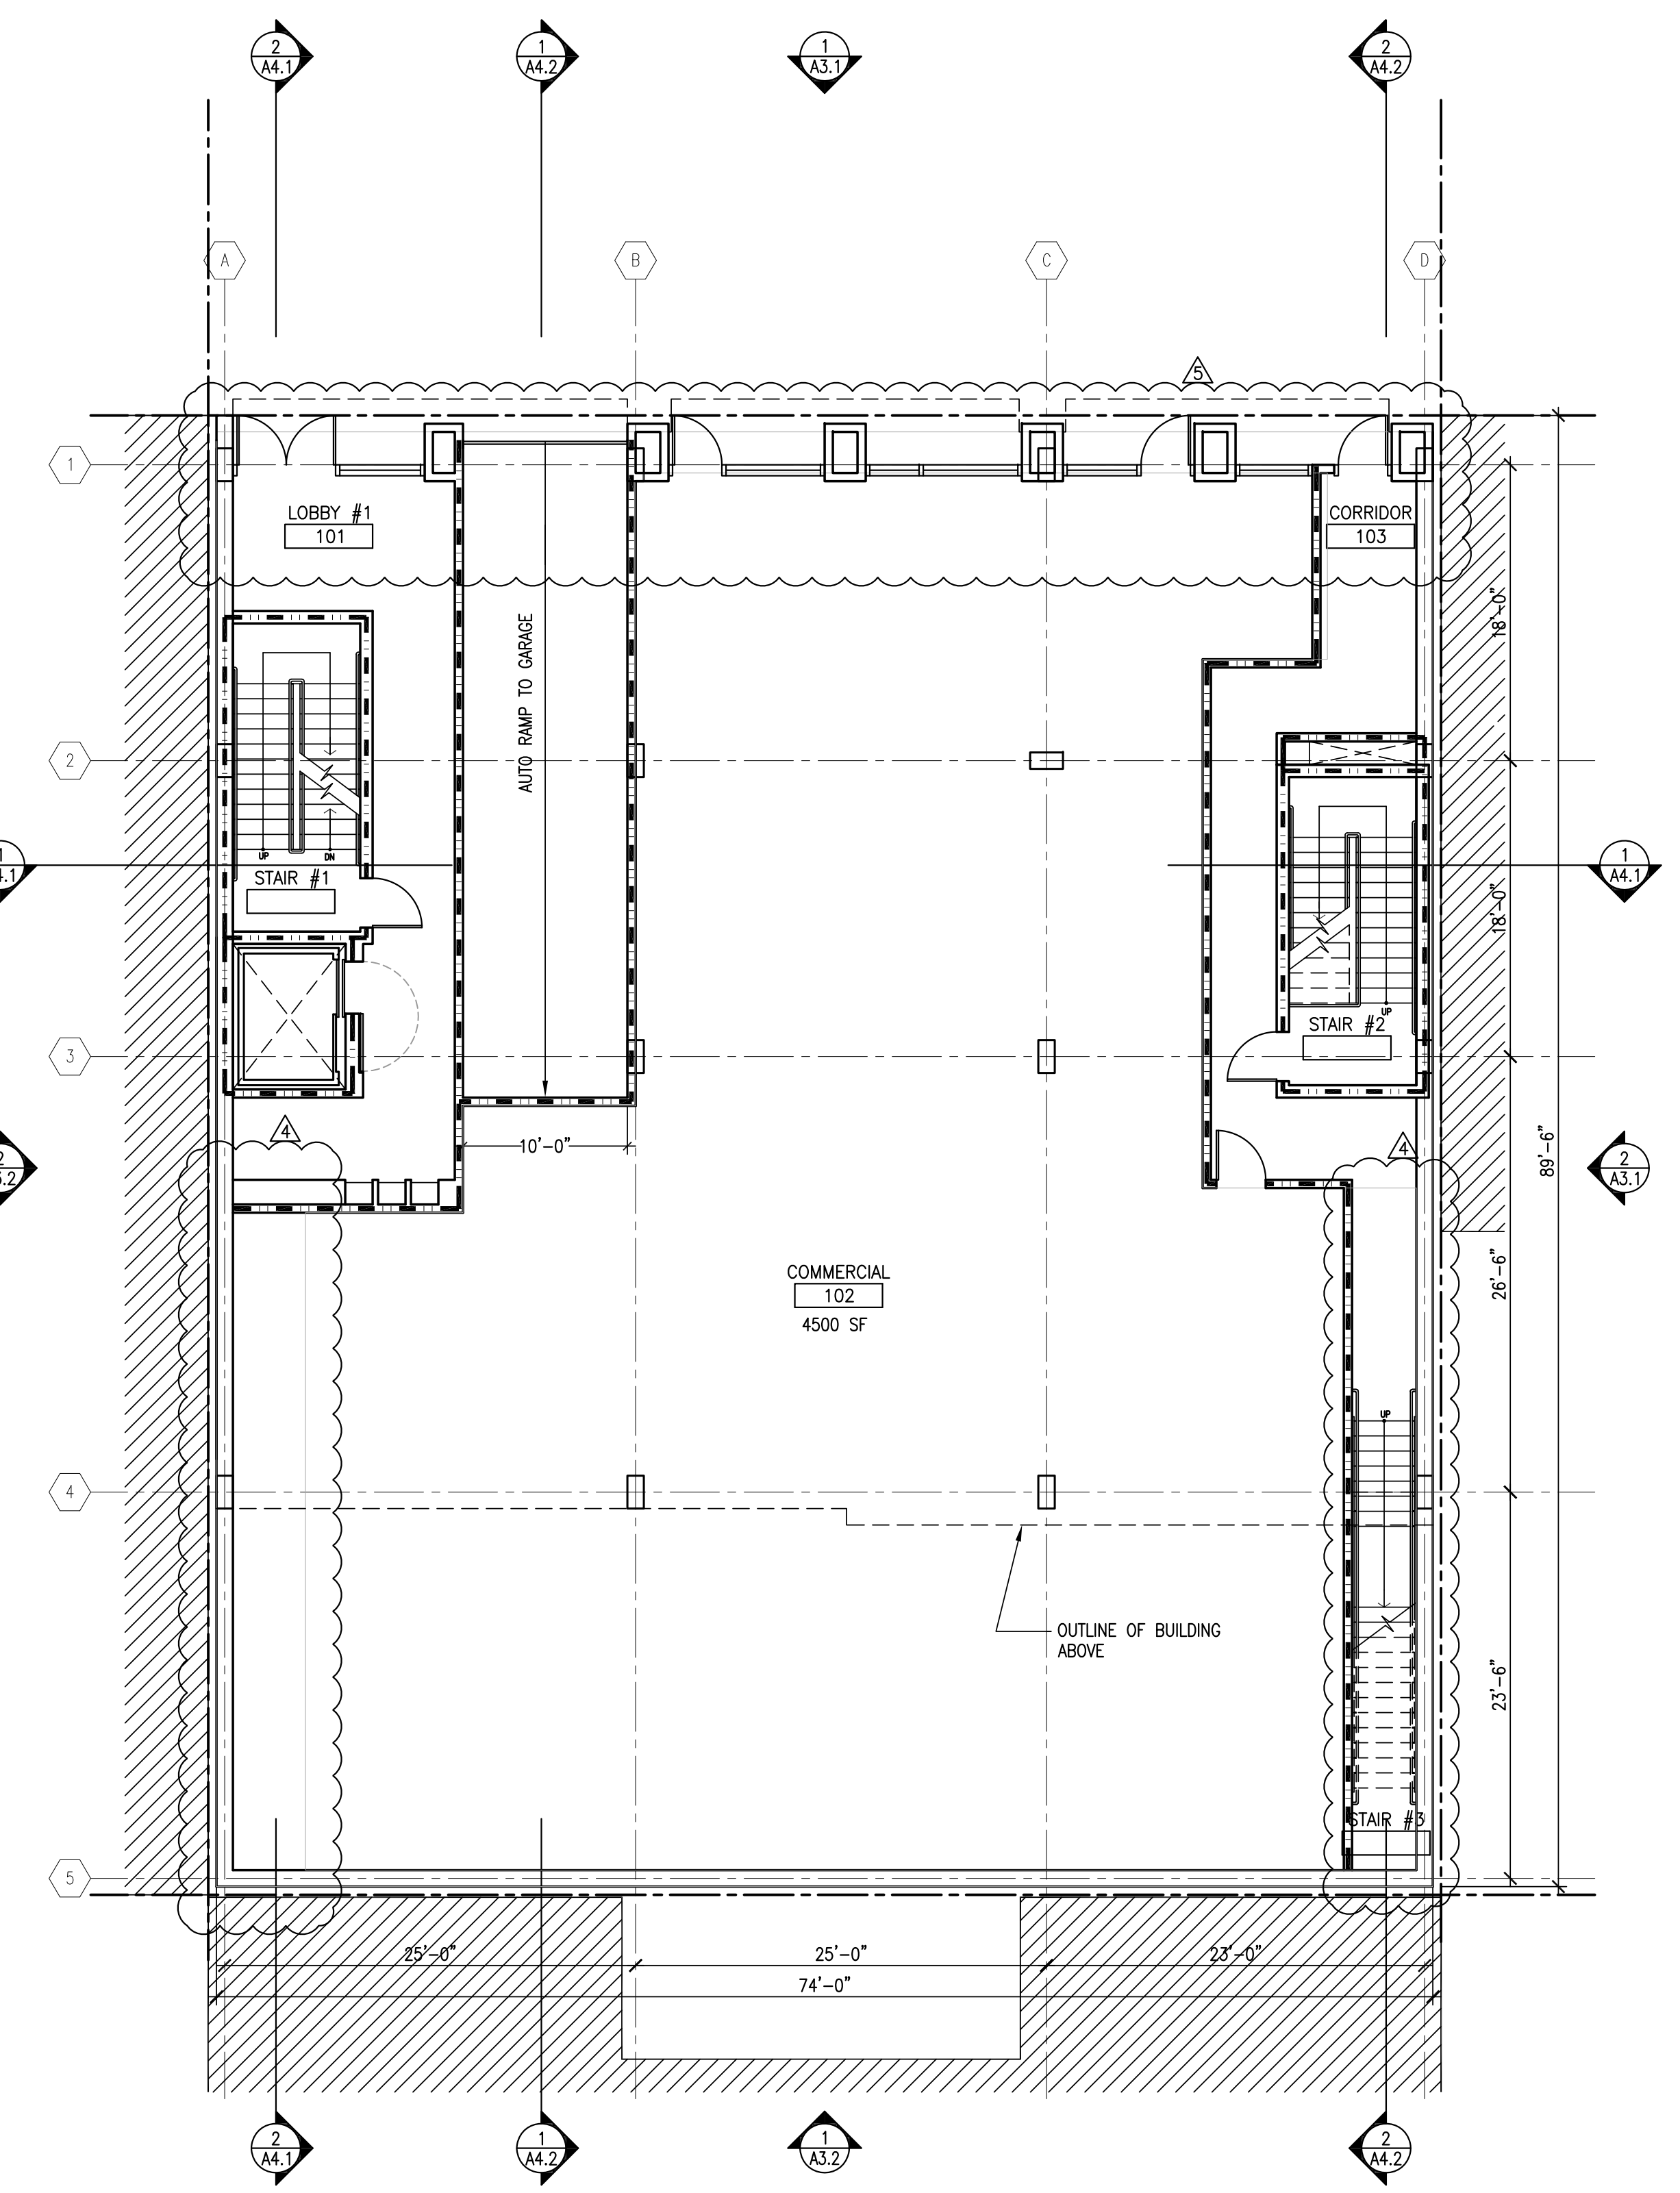 2
A4.1
1
A4.2
1
A3.1
2
A4.2
A
B
C
D
5
1
LOBBY #1
101
CORRIDOR
103
18'-0"
AUTO RAMP TO GARAGE
2
UP
DN
STAIR #1
1
A4.1
18'-0"
UP
STAIR #2
3
4
10'-0"
4
2
A3.1
89'-6"
26'-6"
COMMERCIAL
102
4500 SF
UP
4
OUTLINE OF BUILDING
ABOVE
23'-6"
STAIR #3
5
25'-0"
25'-0"
23'-0"
74'-0"
2
A4.1
1
A4.2
1
A3.2
2
A4.2